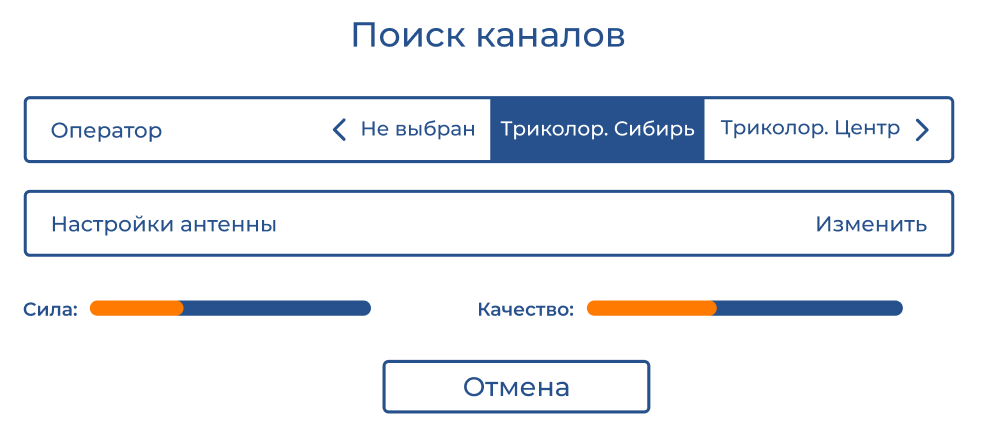 Поиск каналов
Оператор Не выбран Триколор. Сибирь Триколор. Центр
Настройки антенны Изменить
Сила: Качество:
Отмена